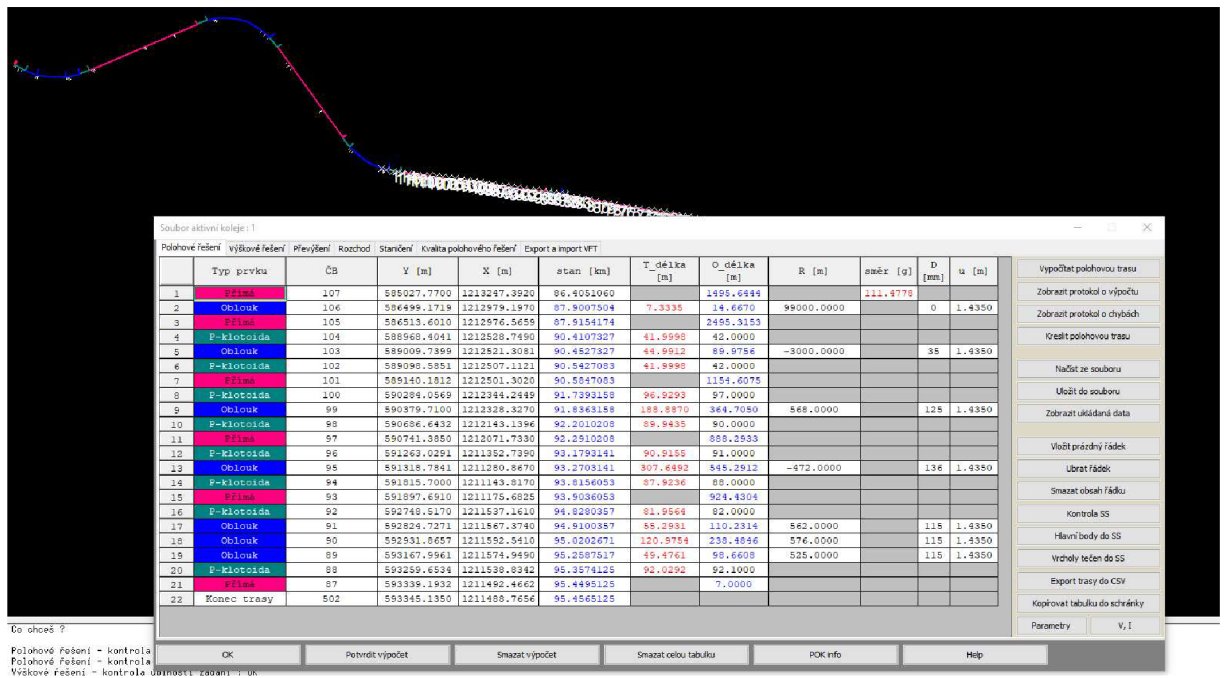 Soubor aktivní koleje : 1
Polohové řešení Výškové řešení Převýšení Rozchod Staničení Kvalita polohového řešení Export a import VFT
Typ prvku ČB Y [m] X [m] stan [km] T_délka [m] O_délka [m] R [m] směr [g] D [mm] u [m]
1 Přímá 107 585027.7700 1213247.3920 86.4051060 1495.6444 111.4778
2 Oblouk 106 586499.1719 1212979.1970 87.9007504 7.3335 14.6670 99000.0000 0 1.4350
3 Přímá 105 586513.6010 1212976.5659 87.9154174 2495.3153
4 P-klotoida 104 588968.4041 1212528.7490 90.4107327 41.9998 42.0000
5 Oblouk 103 589009.7399 1212521.3081 90.4527327 44.9912 89.9756 -3000.0000 35 1.4350
6 P-klotoida 102 589098.5851 1212507.1121 90.5427083 41.9998 42.0000
7 Přímá 101 589140.1812 1212501.3020 90.5847083 1154.6075
8 P-klotoida 100 590284.0569 1212344.2449 91.7393158 96.9293 97.0000
9 Oblouk 99 590379.7100 1212328.3270 91.8363158 188.8870 364.7050 568.0000 125 1.4350
10 P-klotoida 98 590686.6432 1212143.1396 92.2010208 89.9435 90.0000
11 Přímá 97 590741.3850 1212071.7330 92.2910208 888.2933
12 P-klotoida 96 591263.0291 1211352.7390 93.1793141 90.9155 91.0000
13 Oblouk 95 591318.7841 1211280.8670 93.2703141 307.6492 545.2912 -472.0000 136 1.4350
14 P-klotoida 94 591815.7000 1211143.8170 93.8156053 87.9236 88.0000
15 Přímá 93 591897.6910 1211175.6825 93.9036053 924.4304
16 P-klotoida 92 592748.5170 1211537.1610 94.8280357 81.9564 82.0000
17 Oblouk 91 592824.7271 1211567.3740 94.9100357 55.2931 110.2314 562.0000 115 1.4350
18 Oblouk 90 592931.8657 1211592.5410 95.0202671 120.9754 238.4846 576.0000 115 1.4350
19 Oblouk 89 593167.9961 1211574.9490 95.2587517 49.4761 98.6608 525.0000 115 1.4350
20 P-klotoida 88 593259.6534 1211538.8342 95.3574125 92.0292 92.1000
21 Přímá 87 593339.1932 1211492.4662 95.4495125 7.0000
22 Konec trasy 502 593345.1350 1211488.7656 95.4565125
Vypočítat polohovou trasu
Zobrazit protokol o výpočtu
Zobrazit protokol o chybách
Kreslit polohovou trasu
Načíst ze souboru
Uložit do souboru
Zobrazit ukládaná data
Vložit prázdný řádek
Ubrat řádek
Smazat obsah řádku
Kontrola SS
Hlavní body do SS
Vrcholy tečen do SS
Export trasy do CSV
Kopírovat tabulku do schránky
Parametry V, I
OK Potvrdit výpočet Smazat výpočet Smazat celou tabulku POK info Help
Co chceš ?
Polohové řešení - kontrola
Polohové řešení - kontrola
Výškové řešení - kontrola úplnosti zadání : OK